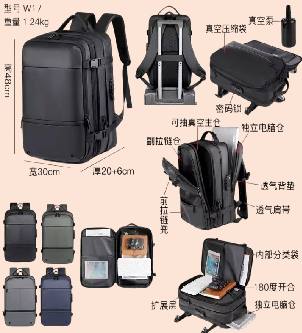 型号 W17
重量 1.24kg
真空泵
真空压缩袋
高48cm
密码锁
宽30cm
厚20+6cm
可抽真空主仓
独立电脑仓
副拉链仓
透气背垫
前拉链变
透气肩带
内部分类袋
180度开合
扩展层
独立电脑仓